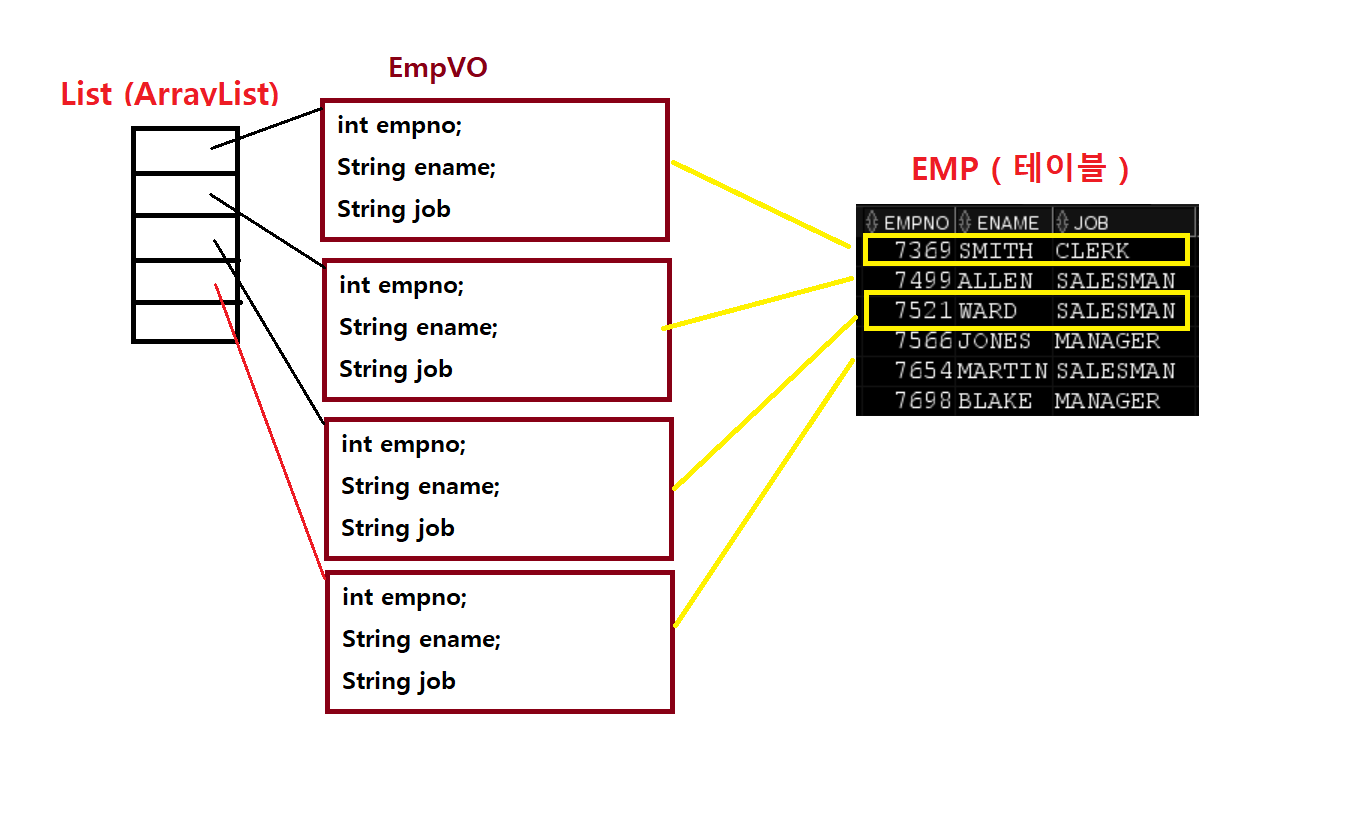 EmpVO
List (ArrayList)
int empno;
String ename;
String job
int empno;
String ename;
String job
int empno;
String ename;
String job
int empno;
String ename;
String job
EMP ( 테이블 )
EMPNO ENAME JOB
7369 SMITH CLERK
7499 ALLEN SALESMAN
7521 WARD SALESMAN
7566 JONES MANAGER
7654 MARTIN SALESMAN
7698 BLAKE MANAGER